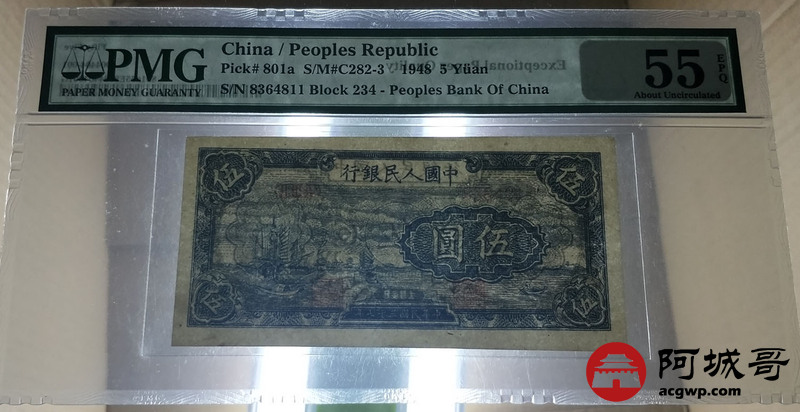 PMG
PAPER MONEY GUARANTY
China / Peoples Republic
Pick# 801a S/M#C282-3 1948 5 Yüan
S/N 8364811 Block 234 - Peoples Bank Of China
55
EPQ
About Uncirculated
行銀民人國中
伍
伍
圓伍
伍
伍
阿城哥
acgwp.com